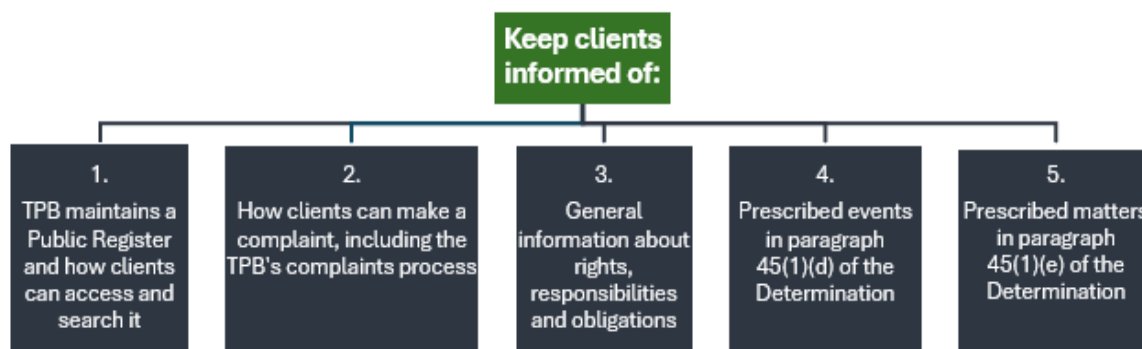 Keep clients
informed of:
1.
TPB maintains a
Public Register
and how clients
can access and
search it
2.
How clients can make a
complaint, including the
TPB's complaints process
3.
General
information about
rights,
responsibilities
and obligations
4.
Prescribed events
in paragraph
45(1)(d) of the
Determination
5.
Prescribed matters
in paragraph
45(1)(e) of the
Determination